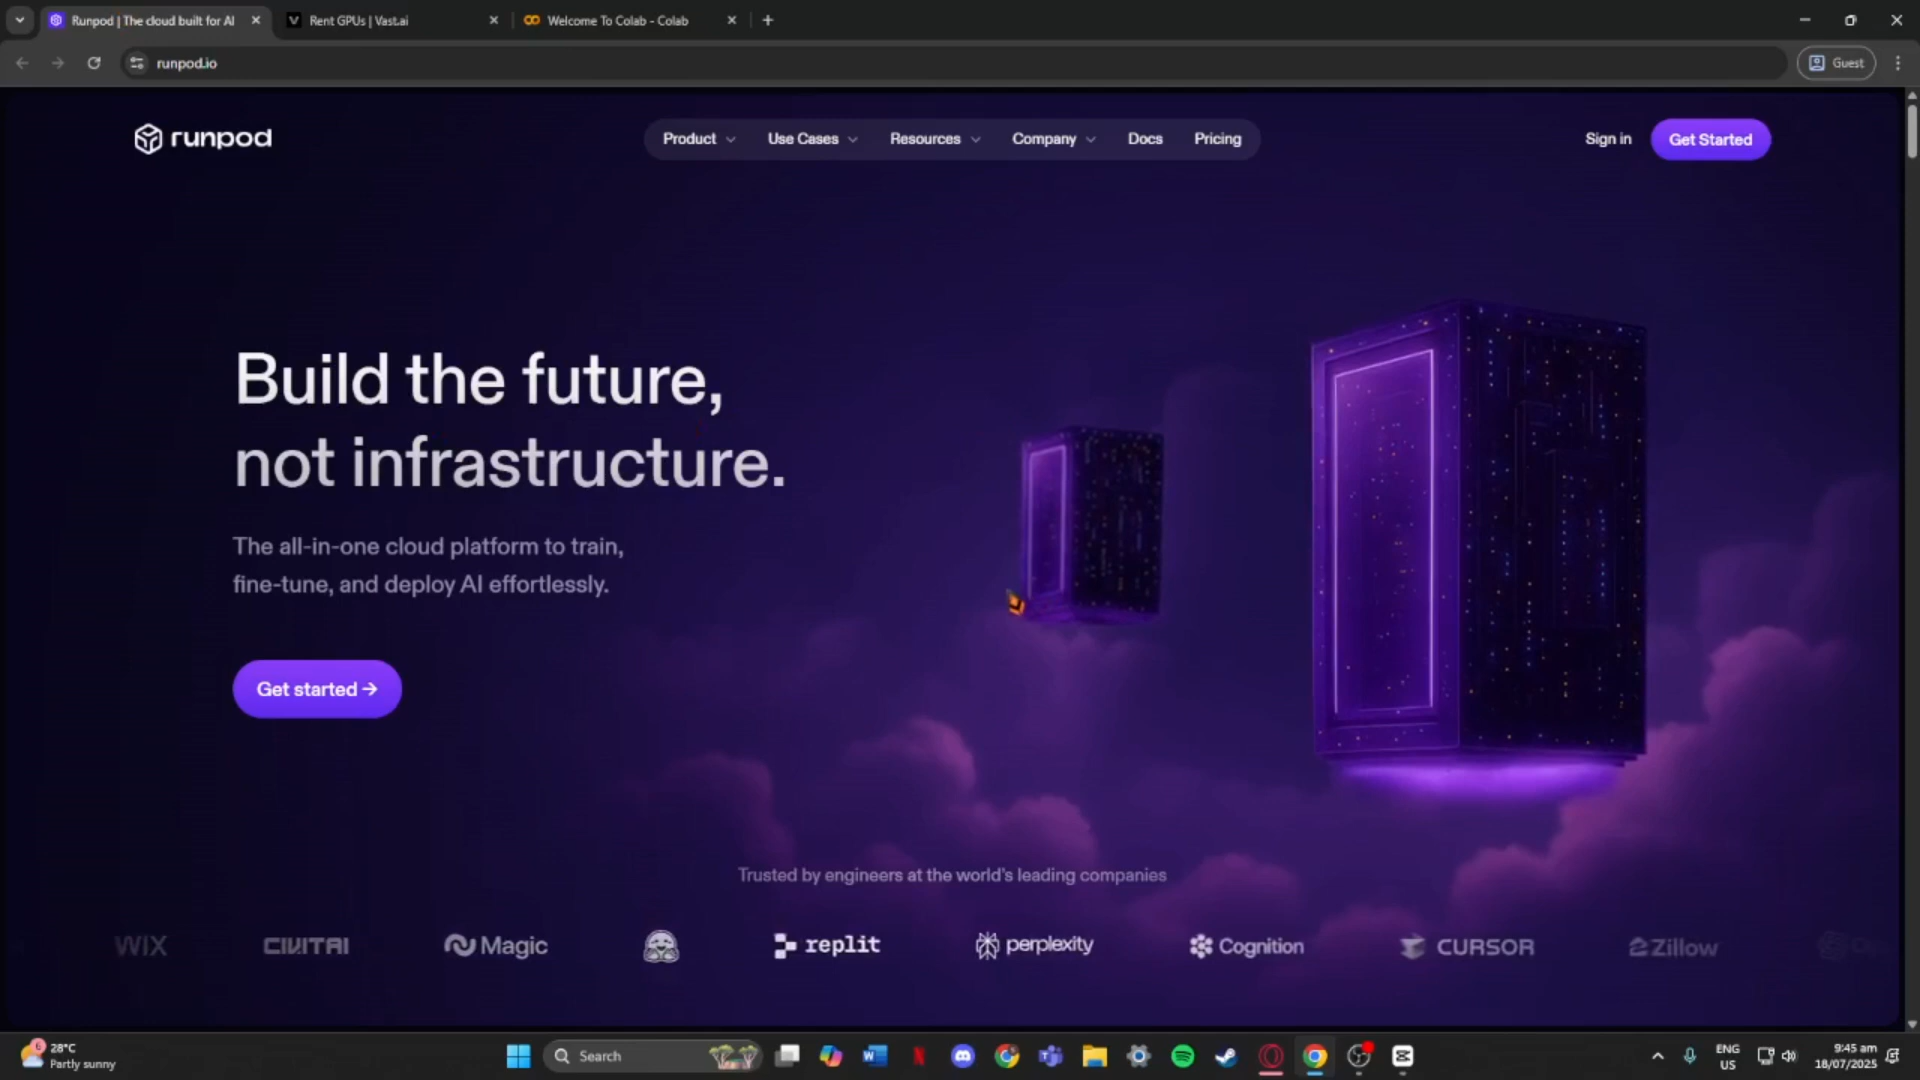 Runpod | The cloud built for AI
Rent GPUs | Vast.ai
Welcome To Colab - Colab
runpod.io
Guest
runpod
Product
Use Cases
Resources
Company
Docs
Pricing
Sign in
Get Started
Build the future,
not infrastructure.
The all-in-one cloud platform to train,
fine-tune, and deploy AI effortlessly.
Get started →
Trusted by engineers at the world's leading companies
WIX
CIVITAI
Magic
replit
perplexity
Cognition
CURSOR
Zillow
6
28°C
Partly sunny
Search
ENG
US
9:45 am
18/07/2025